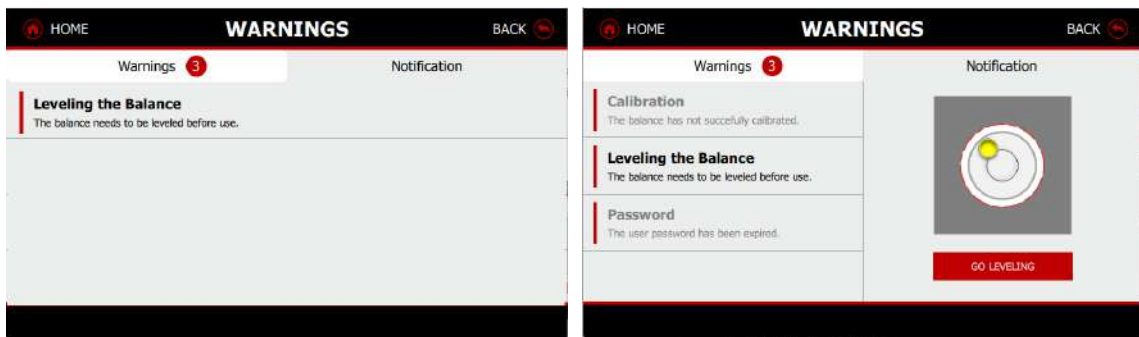 HOME WARNINGS BACK
Warnings 3 Notification
Leveling the Balance
The balance needs to be leveled before use.
HOME WARNINGS BACK
Warnings 3 Notification
Calibration
The balance has not succefully calibrated.
Leveling the Balance
The balance needs to be leveled before use.
Password
The user password has been expired.
GO LEVELING